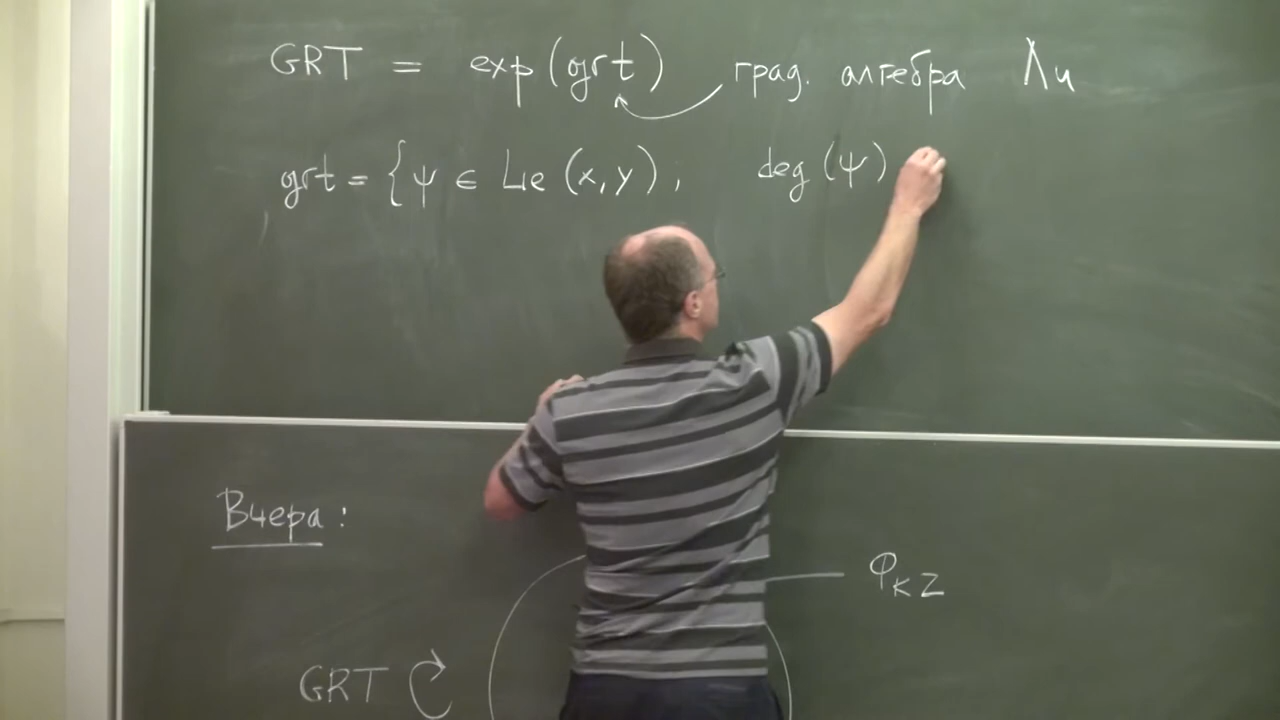 GRT = exp(grt) град. алгебра Ли
grt = {ψ ∈ Lie (x, y), deg (ψ)
Вчера:
Φ_KZ
GRT